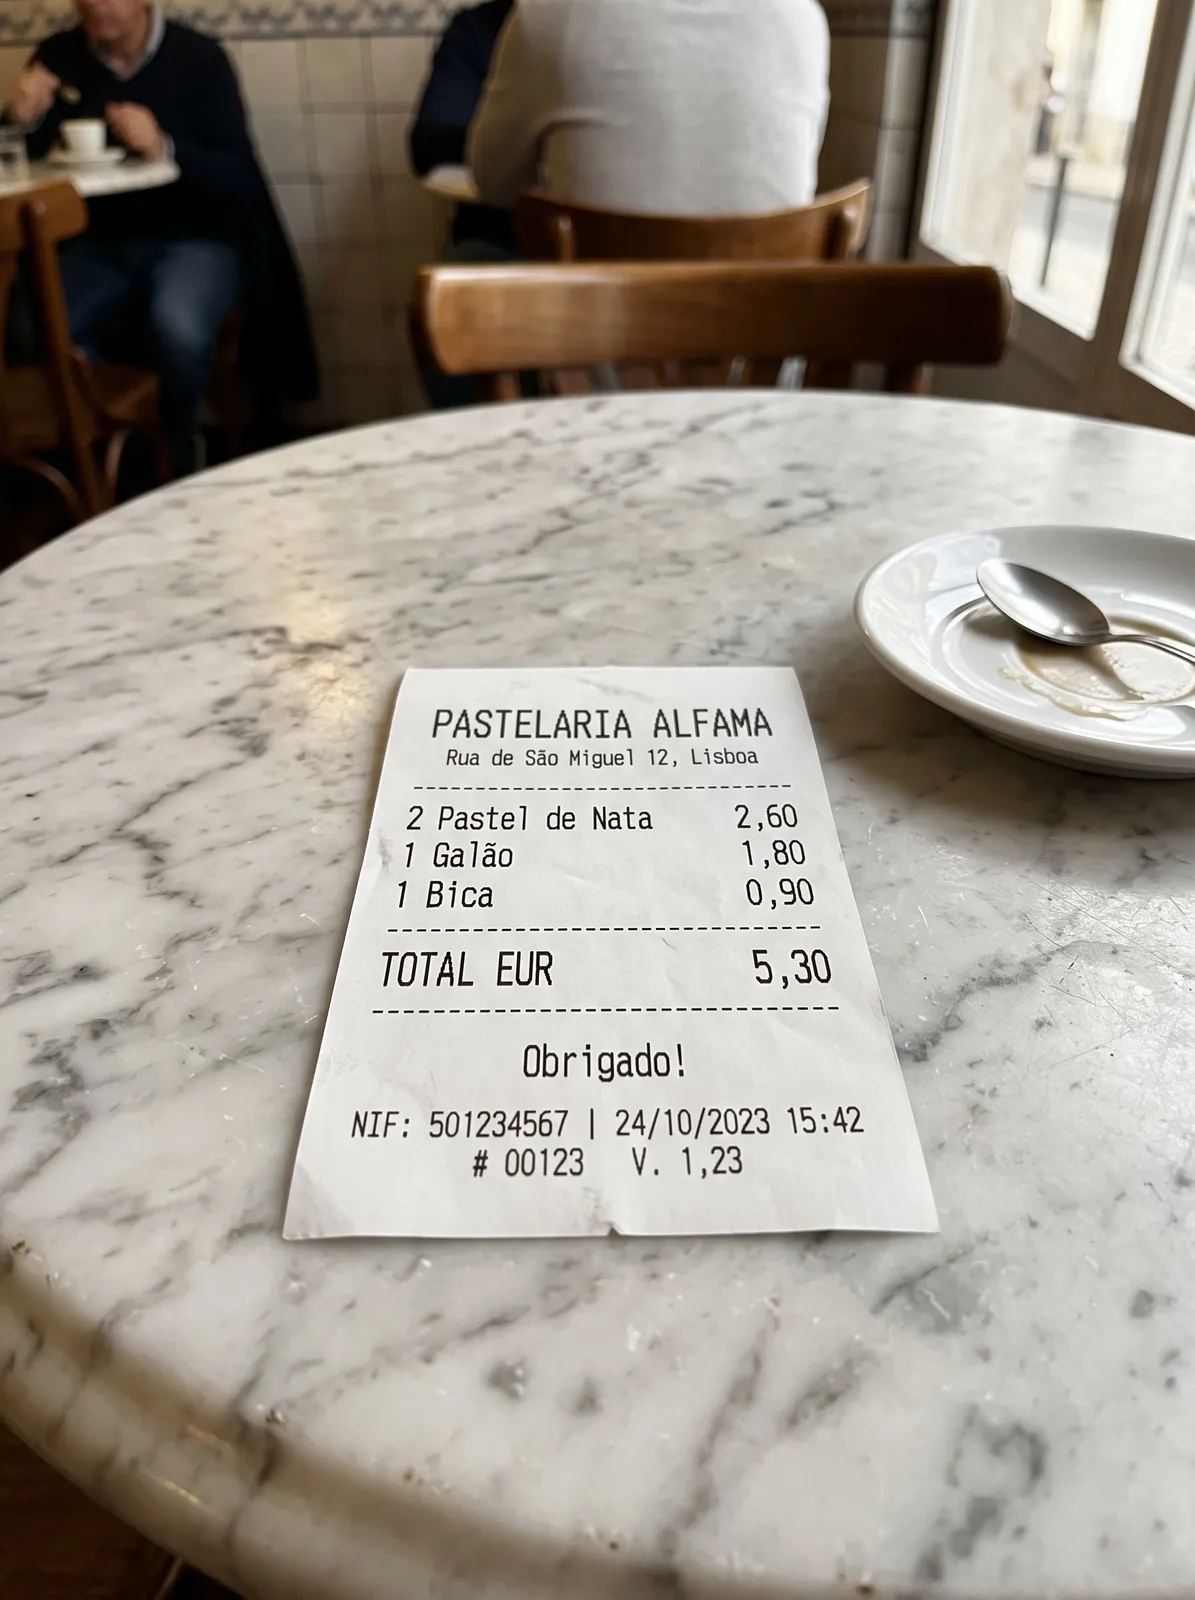 PASTELARIA ALFAMA
Rua de São Miguel 12, Lisboa
2 Pastel de Nata 2,60
1 Galão 1,80
1 Bica 0,90
TOTAL EUR 5,30
Obrigado!
NIF: 501234567 | 24/10/2023 15:42
# 00123 V. 1,23